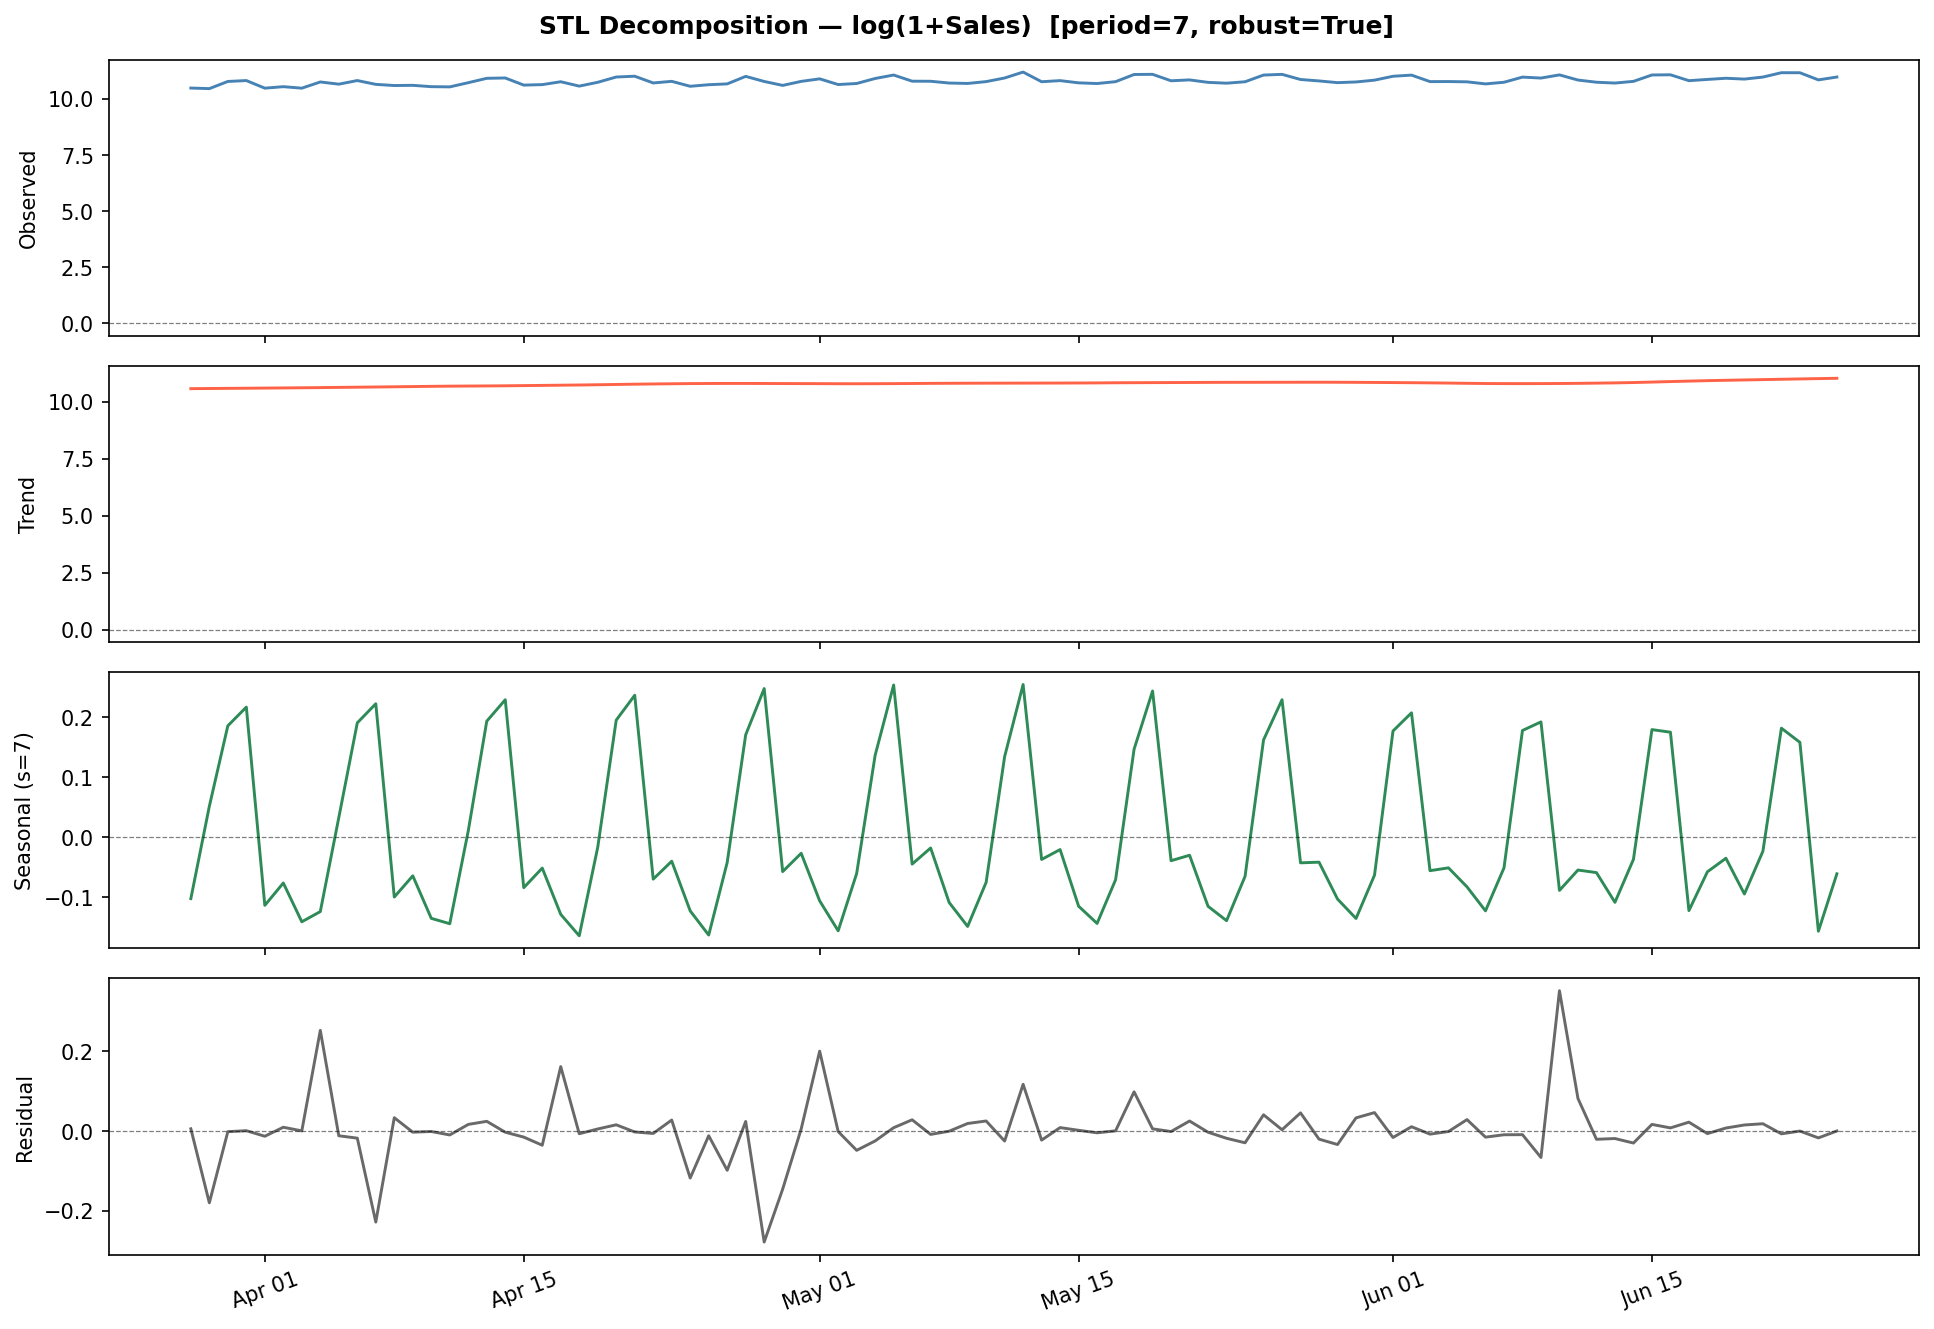 STL Decomposition — log(1+Sales)  [period=7, robust=True]
Observed
10.0
7.5
5.0
2.5
0.0
Trend
10.0
7.5
5.0
2.5
0.0
Seasonal (s=7)
0.2
0.1
0.0
−0.1
Residual
0.2
0.0
−0.2
Apr 01
Apr 15
May 01
May 15
Jun 01
Jun 15